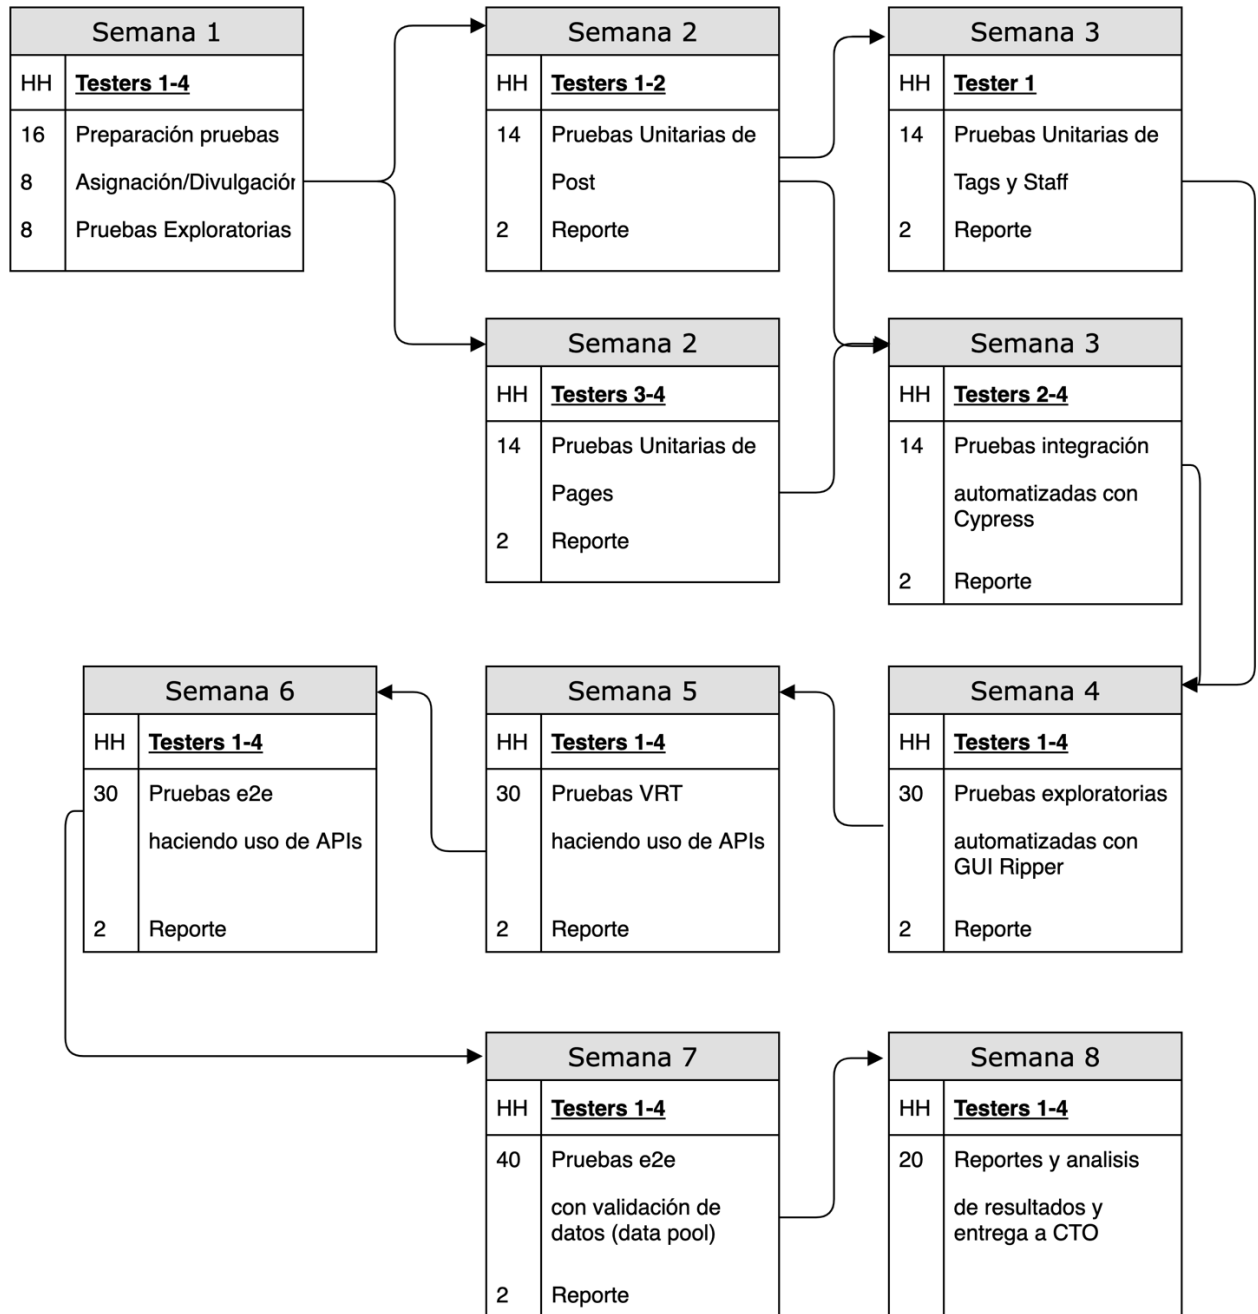 Semana 1
HH Testers 1-4
16 Preparación pruebas
8 Asignación/Divulgación
8 Pruebas Exploratorias
Semana 2
HH Testers 1-2
14 Pruebas Unitarias de
Post
2 Reporte
Semana 3
HH Tester 1
14 Pruebas Unitarias de
Tags y Staff
2 Reporte
Semana 2
HH Testers 3-4
14 Pruebas Unitarias de
Pages
2 Reporte
Semana 3
HH Testers 2-4
14 Pruebas integración
automatizadas con
Cypress
2 Reporte
Semana 6
HH Testers 1-4
30 Pruebas e2e
haciendo uso de APIs
2 Reporte
Semana 5
HH Testers 1-4
30 Pruebas VRT
haciendo uso de APIs
2 Reporte
Semana 4
HH Testers 1-4
30 Pruebas exploratorias
automatizadas con
GUI Ripper
2 Reporte
Semana 7
HH Testers 1-4
40 Pruebas e2e
con validación de
datos (data pool)
2 Reporte
Semana 8
HH Testers 1-4
20 Reportes y analisis
de resultados y
entrega a CTO